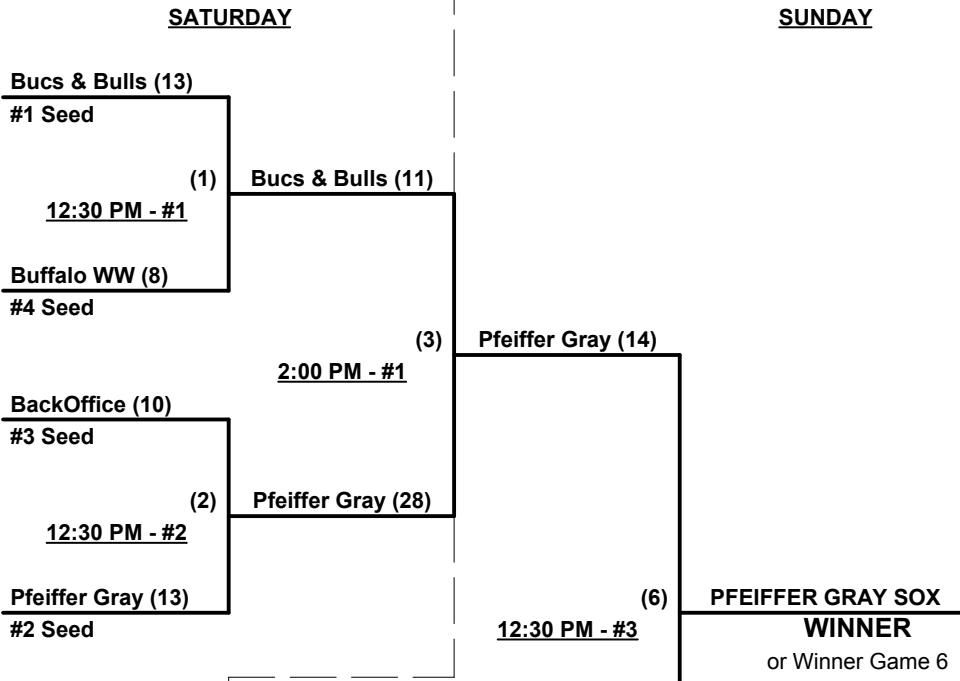 SATURDAY
SUNDAY
Bucs & Bulls (13)
#1 Seed
(1)
Bucs & Bulls (11)
12:30 PM - #1
Buffalo WW (8)
#4 Seed
(3)
Pfeiffer Gray (14)
2:00 PM - #1
BackOffice (10)
#3 Seed
(2)
Pfeiffer Gray (28)
12:30 PM - #2
Pfeiffer Gray (13)
#2 Seed
(6)
PFEIFFER GRAY SOX
12:30 PM - #3
WINNER
or Winner Game 6